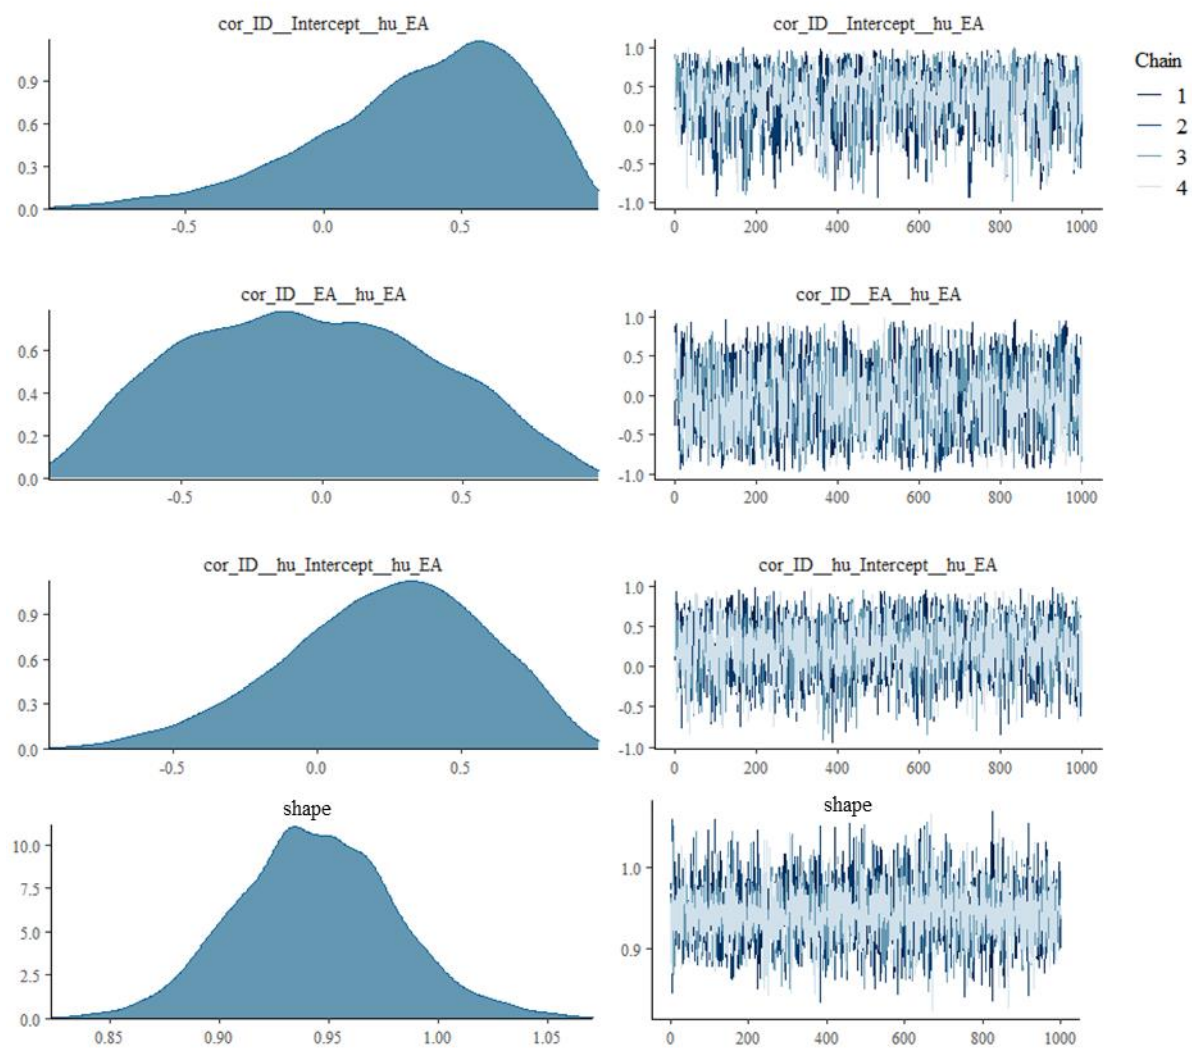 cor_ID__Intercept__hu_EA
0.9
0.6
0.3
0.0
-0.5 0.0 0.5
cor_ID__Intercept__hu_EA
1.0
0.5
0.0
-0.5
-1.0
0 200 400 600 800 1000
Chain
1
2
3
4
cor_ID__EA__hu_EA
0.6
0.4
0.2
0.0
-0.5 0.0 0.5
cor_ID__EA__hu_EA
1.0
0.5
0.0
-0.5
-1.0
0 200 400 600 800 1000
cor_ID__hu_Intercept__hu_EA
0.9
0.6
0.3
0.0
-0.5 0.0 0.5
cor_ID__hu_Intercept__hu_EA
1.0
0.5
0.0
-0.5
-1.0
0 200 400 600 800 1000
shape
10.0
7.5
5.0
2.5
0.0
0.85 0.90 0.95 1.00 1.05
shape
1.0
0.9
0 200 400 600 800 1000